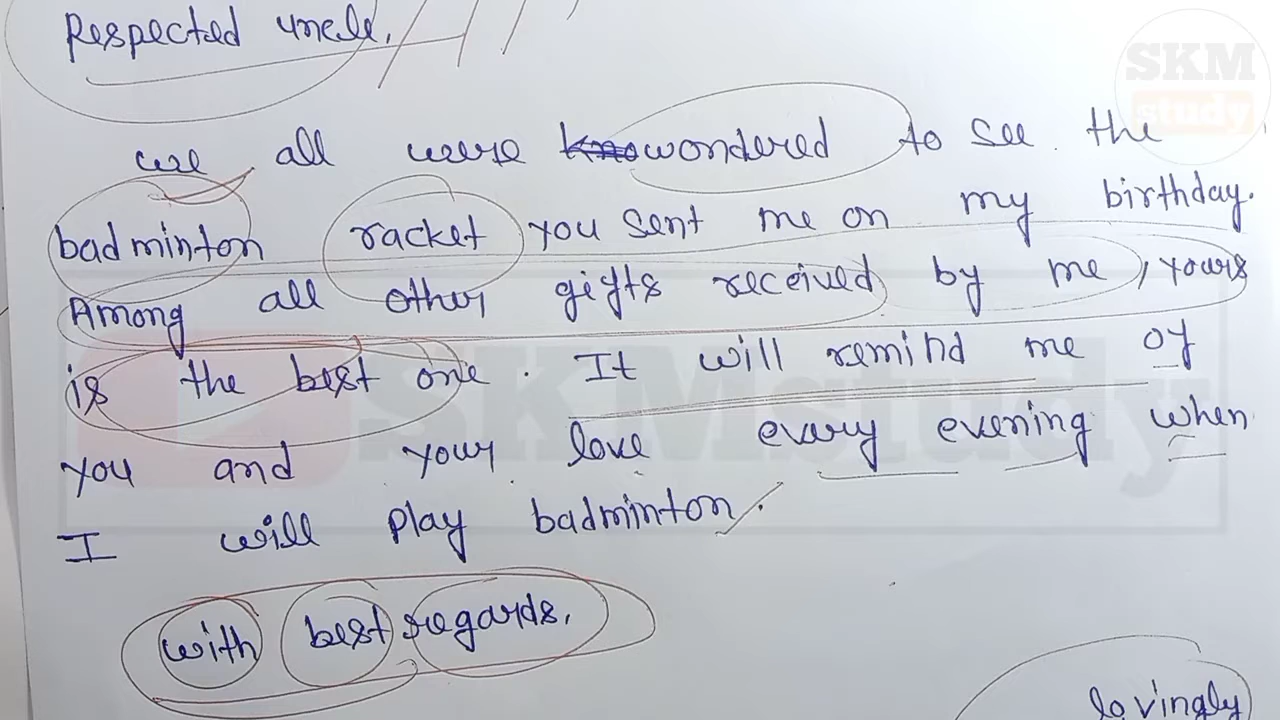 Respected uncle,
SKM
study
we all were kno wondered to see the
badminton racket you sent me on my birthday.
Among all other gifts received by me, yours
is the best one. It will remind me of
you and your love every evening when
I will play badminton.
with best regards,
lovingly
SKMstudy